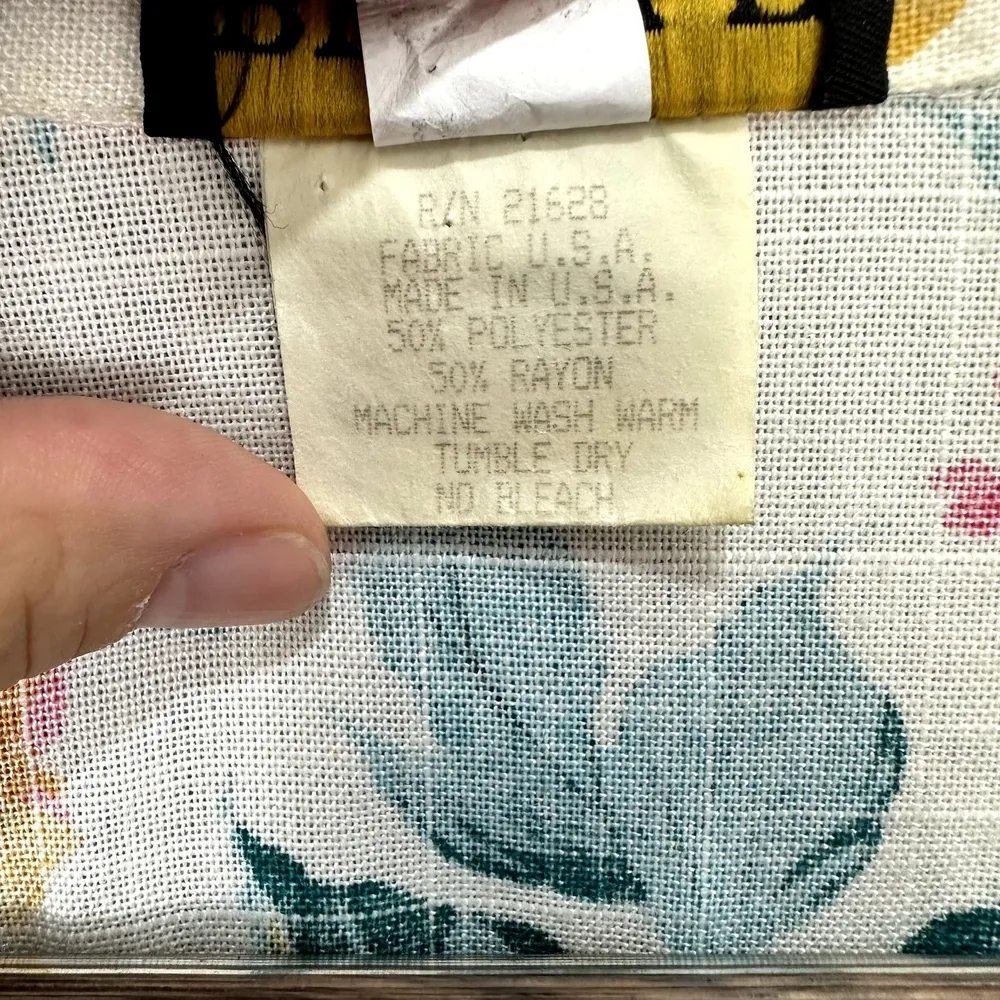 R/N 21628
FABRIC U.S.A.
MADE IN U.S.A.
50% POLYESTER
50% RAYON
MACHINE WASH WARM
TUMBLE DRY
NO BLEACH